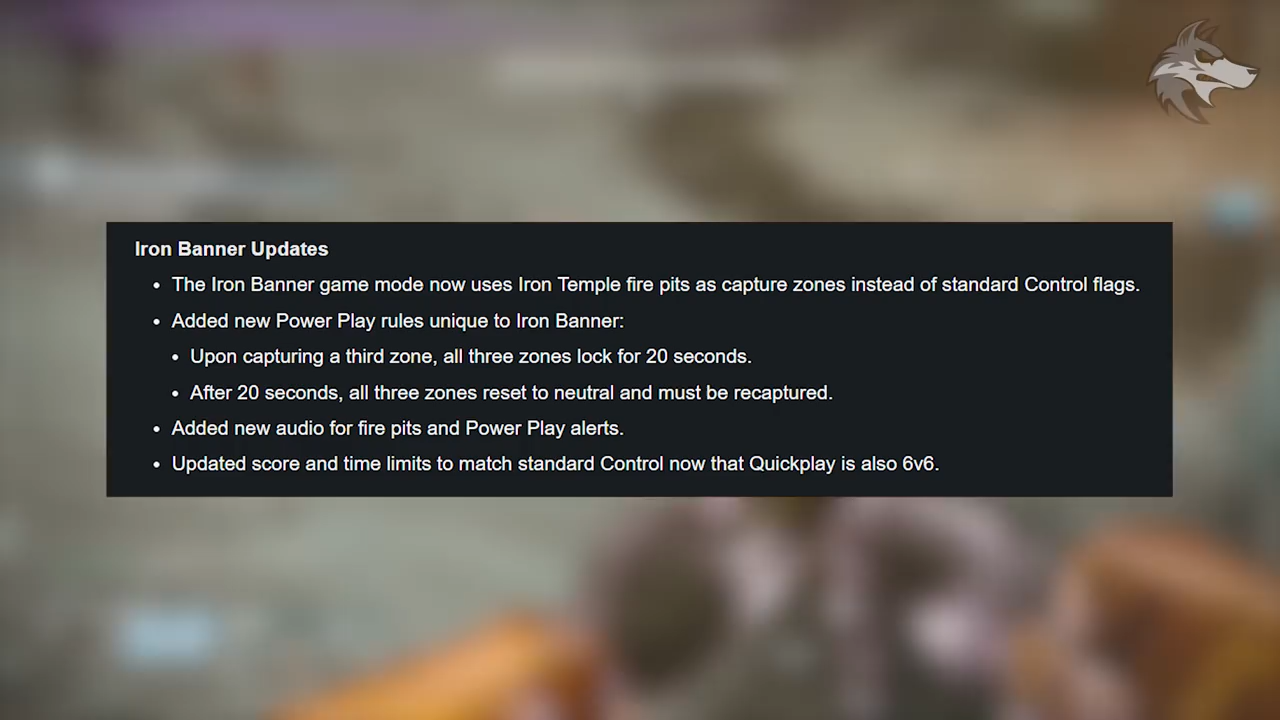 Iron Banner Updates
• The Iron Banner game mode now uses Iron Temple fire pits as capture zones instead of standard Control flags.
• Added new Power Play rules unique to Iron Banner:
• Upon capturing a third zone, all three zones lock for 20 seconds.
• After 20 seconds, all three zones reset to neutral and must be recaptured.
• Added new audio for fire pits and Power Play alerts.
• Updated score and time limits to match standard Control now that Quickplay is also 6v6.